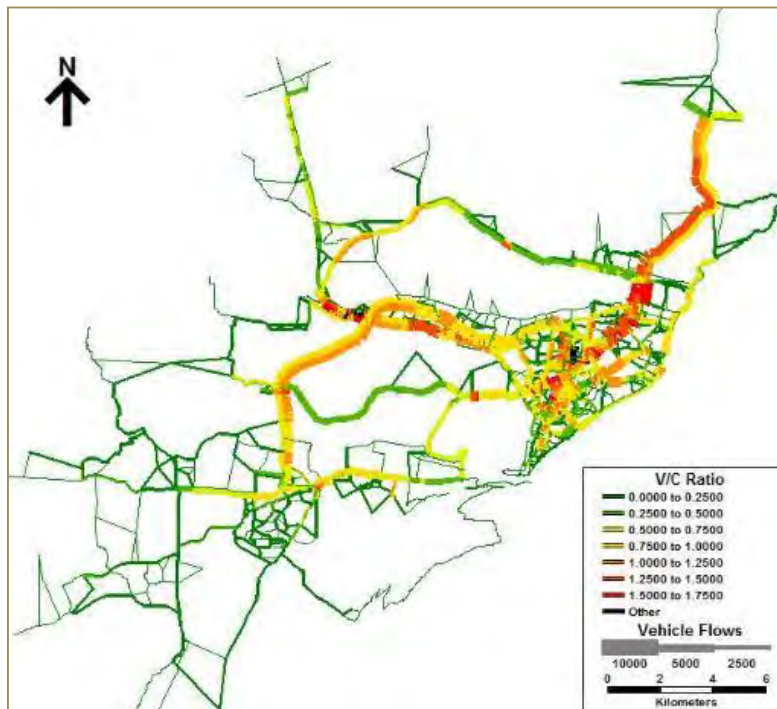 N
V/C Ratio
0.0000 to 0.2500
0.2500 to 0.5000
0.5000 to 0.7500
0.7500 to 1.0000
1.0000 to 1.2500
1.2500 to 1.5000
1.5000 to 1.7500
Other
Vehicle Flows
10000 5000 2500
0 2 4 6
Kilometers